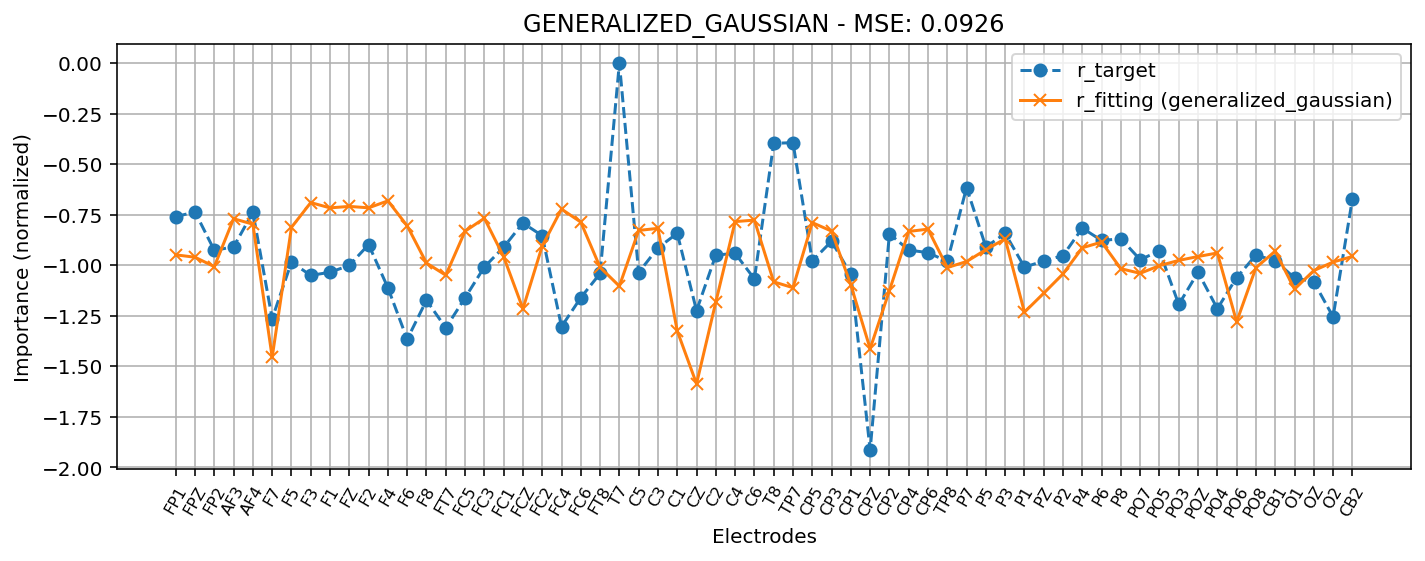 GENERALIZED_GAUSSIAN - MSE: 0.0926
r_target
r_fitting (generalized_gaussian)
Importance (normalized)
0.00
−0.25
−0.50
−0.75
−1.00
−1.25
−1.50
−1.75
−2.00
FP1 FPZ FP2 AF3 AF4 F7 F5 F3 F1 FZ F2 F4 F6 F8 FT7 FC5 FC3 FC1 FCZ FC2 FC4 FC6 FT8 T7 C5 C3 C1 CZ C2 C4 C6 T8 TP7 CP5 CP3 CP1 CPZ CP2 CP4 CP6 TP8 P7 P5 P3 P1 PZ P2 P4 P6 P8 PO7 PO5 PO3 POZ PO4 PO6 PO8 CB1 O1 OZ O2 CB2
Electrodes